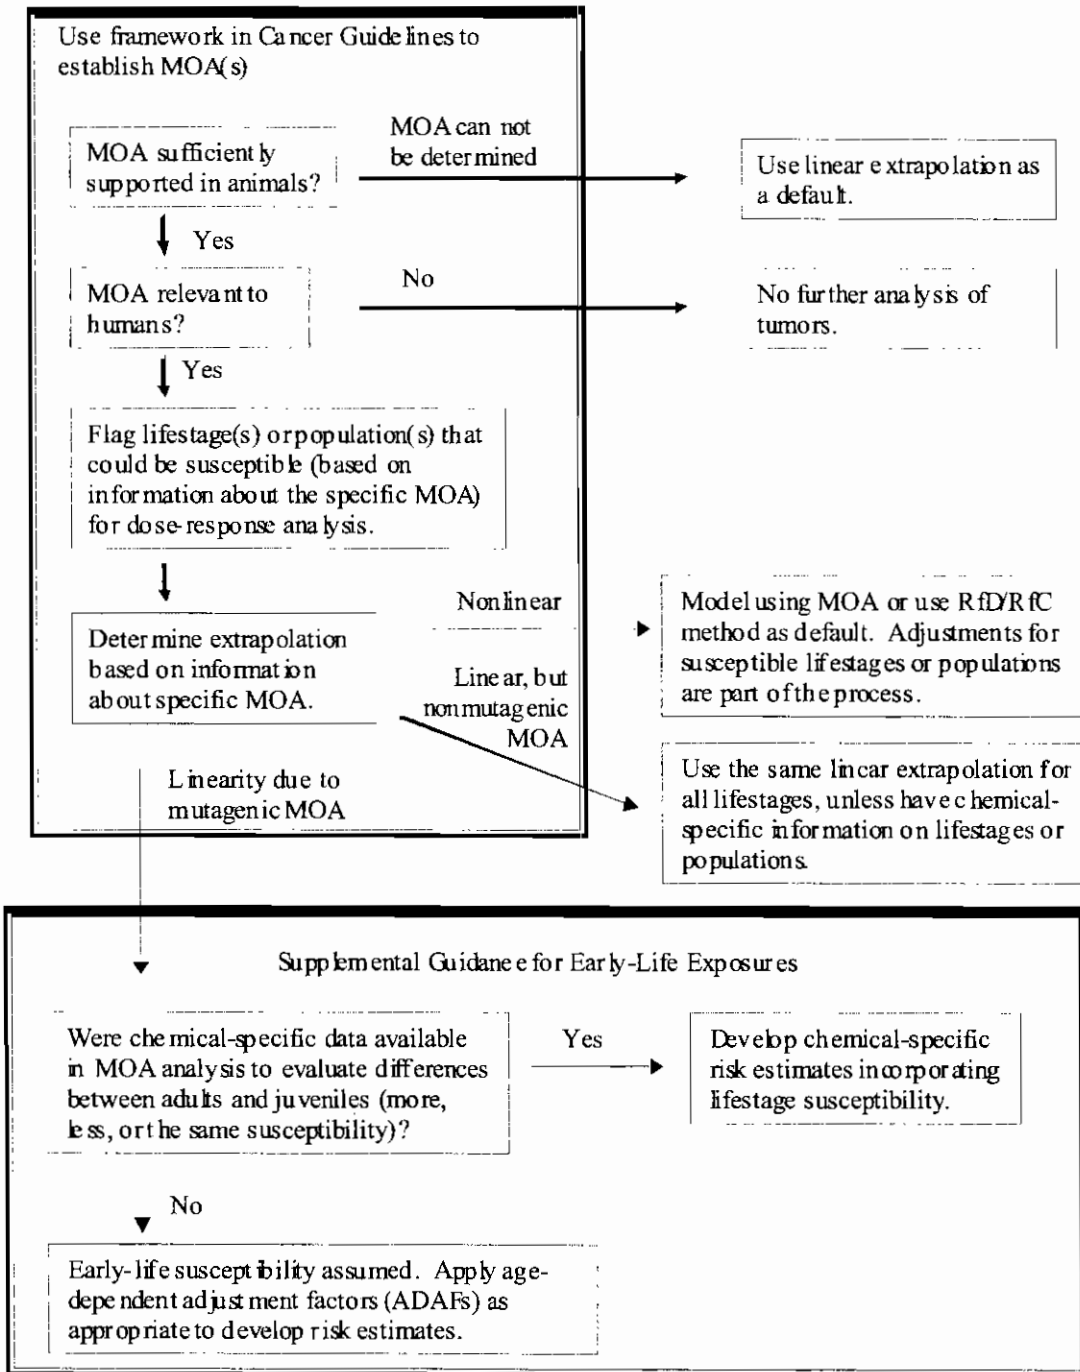 Use framework in Cancer Guidelines to
establish MOA(s)
MOA sufficiently
supported in animals?
MOA can not
be determined
Use linear extrapolation as
a default.
Yes
MOA relevant to
humans?
No
No further analysis of
tumors.
Yes
Flag lifestage(s) or population(s) that
could be susceptible (based on
information about the specific MOA)
for dose-response analysis.
Determine extrapolation
based on information
about specific MOA.
Nonlinear
Model using MOA or use RfD/RfC
method as default. Adjustments for
susceptible lifestages or populations
are part of the process.
Linear, but
nonmutagenic
MOA
Use the same linear extrapolation for
all lifestages, unless have chemical-
specific information on lifestages or
populations.
Linearity due to
mutagenic MOA
Supplemental Guidance for Early-Life Exposures
Were chemical-specific data available
in MOA analysis to evaluate differences
between adults and juveniles (more,
less, or the same susceptibility)?
Yes
Develop chemical-specific
risk estimates incorporating
lifestage susceptibility.
No
Early-life susceptibility assumed. Apply age-
dependent adjustment factors (ADAFs) as
appropriate to develop risk estimates.